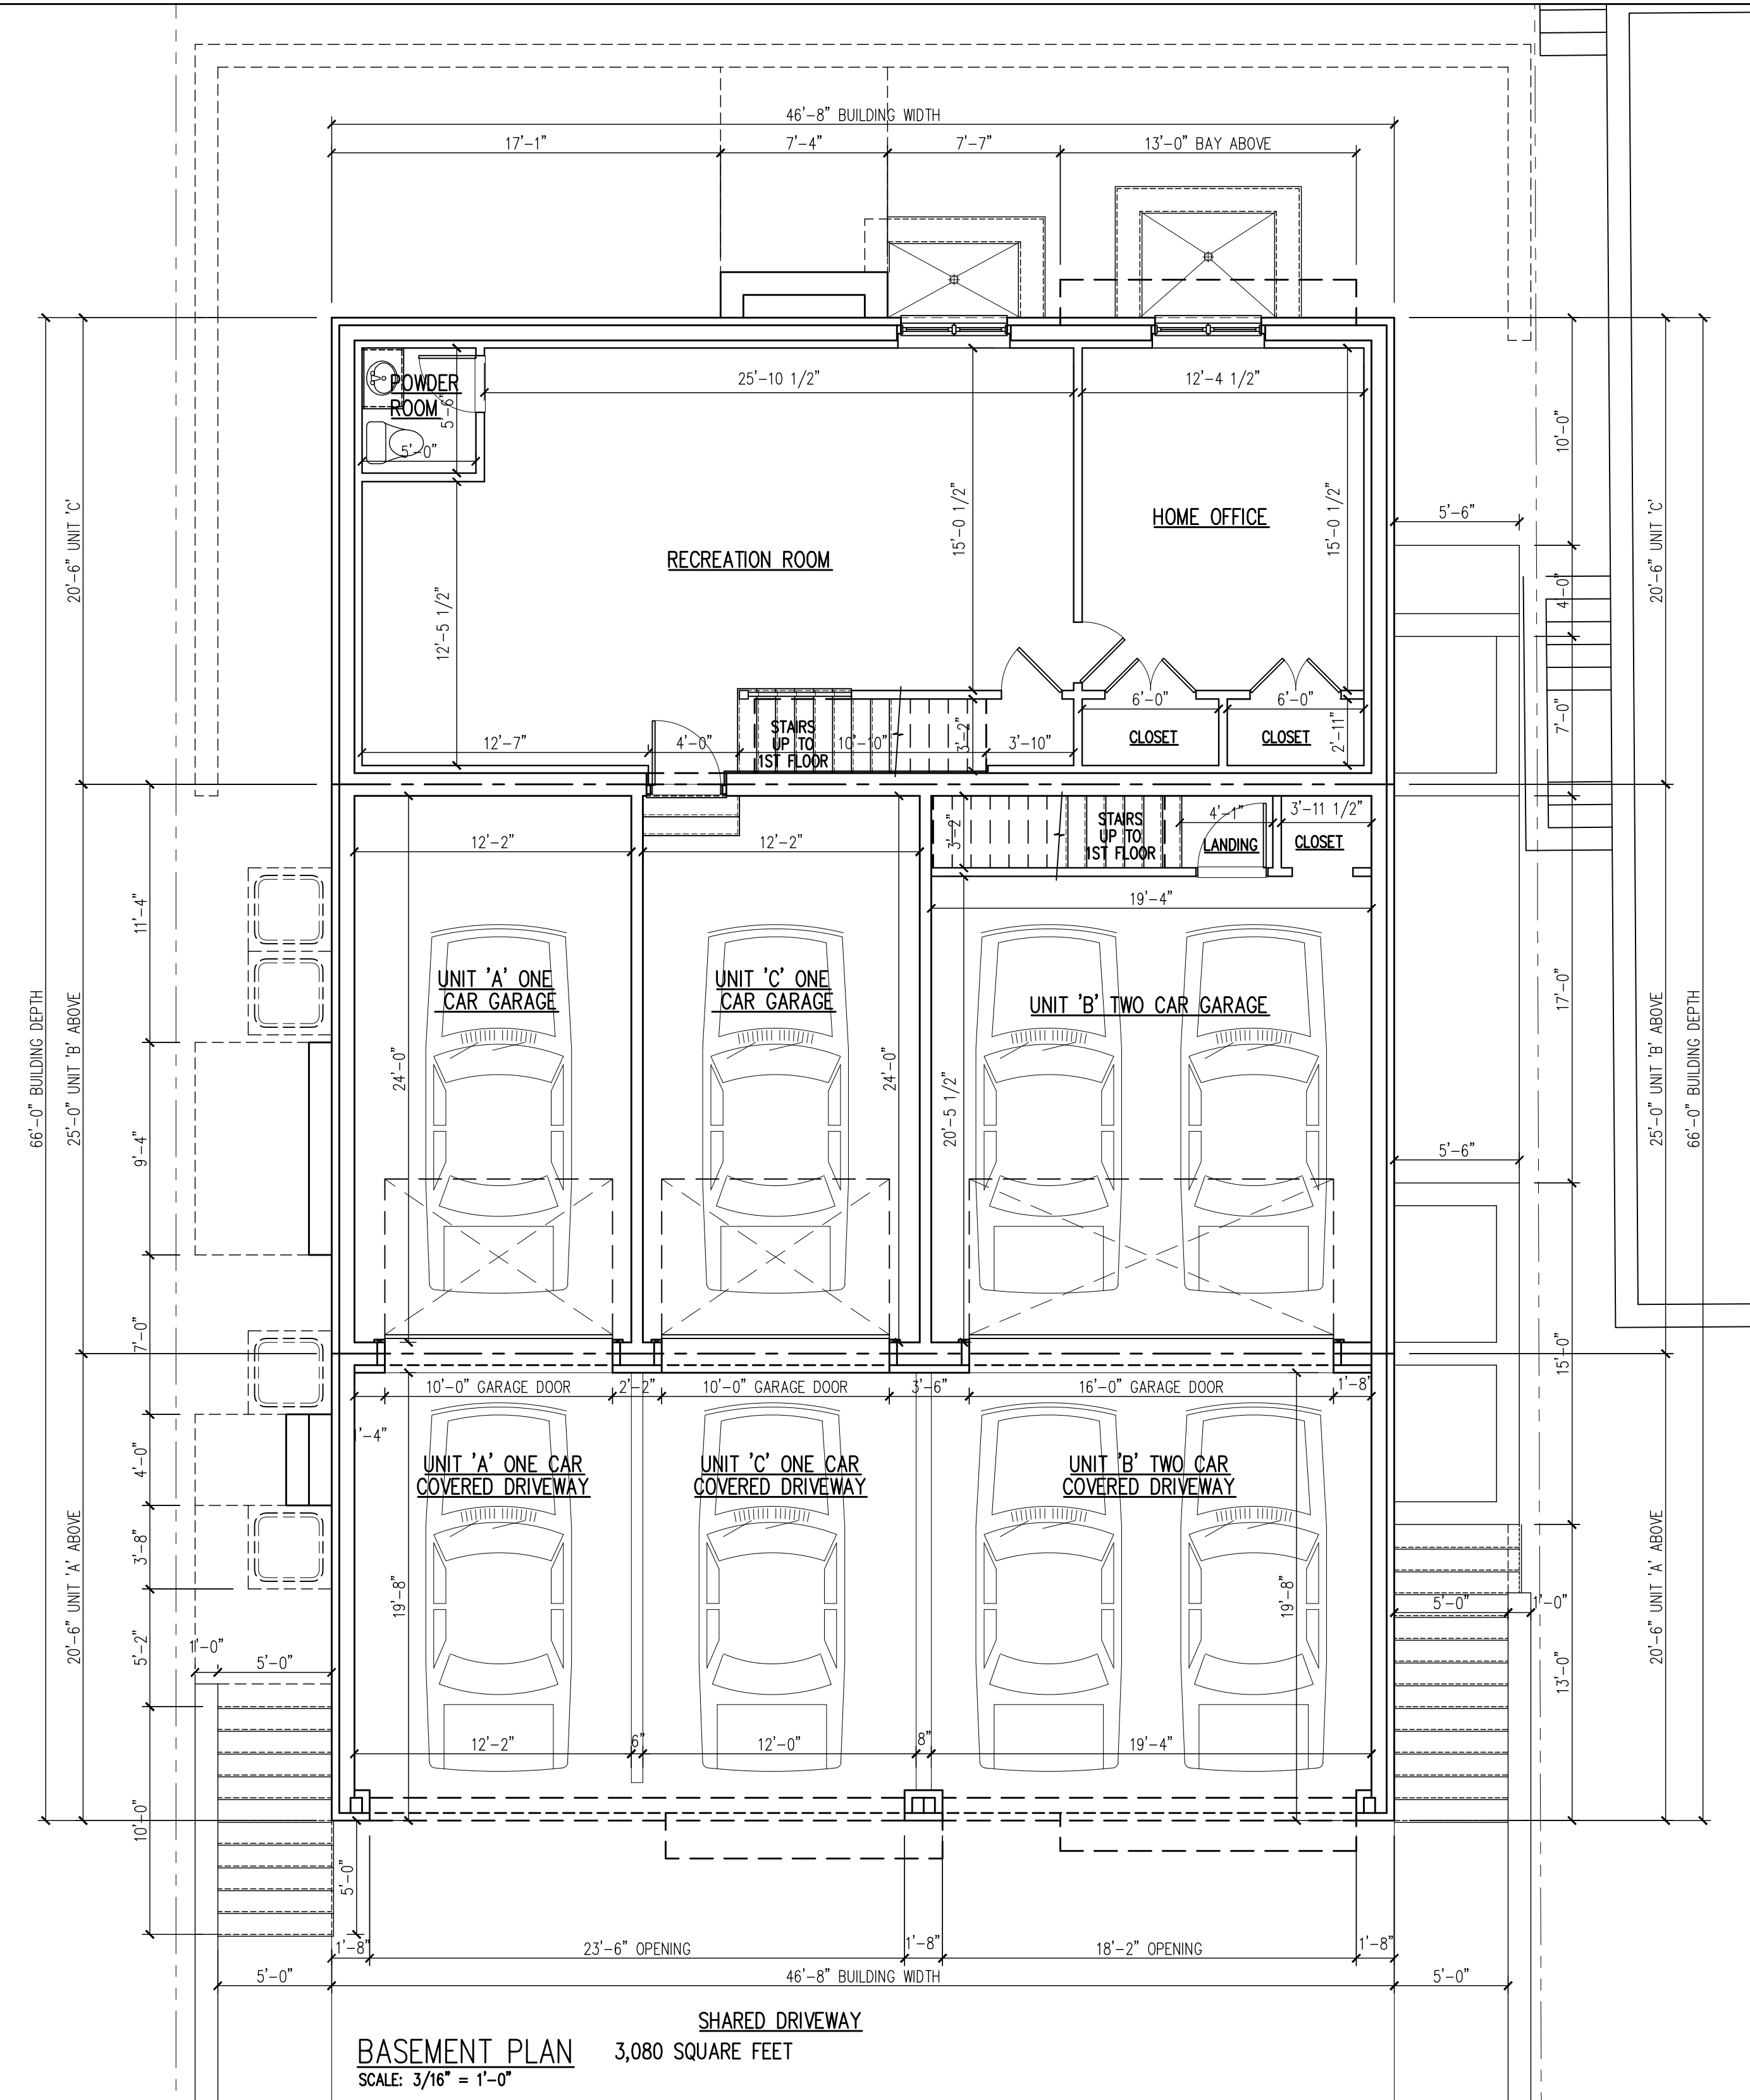 46'-8" BUILDING WIDTH
17'-1"
7'-4"
7'-7"
13'-0" BAY ABOVE
POWDER
ROOM
5'-6"
5'-0"
25'-10 1/2"
12'-4 1/2"
10'-0"
20'-6" UNIT 'C'
15'-0 1/2"
15'-0 1/2"
HOME OFFICE
5'-6"
20'-6" UNIT 'C'
RECREATION ROOM
12'-5 1/2"
4'-0"
7'-0"
6'-0"
6'-0"
12'-7"
4'-0"
STAIRS
UP TO
1ST FLOOR
10'-10"
3'-2"
3'-10"
CLOSET
CLOSET
2'-11"
12'-2"
12'-2"
3'-2"
STAIRS
UP TO
1ST FLOOR
4'-1"
LANDING
3'-11 1/2"
CLOSET
19'-4"
11'-4"
UNIT 'A' ONE
CAR GARAGE
UNIT 'C' ONE
CAR GARAGE
UNIT 'B' TWO CAR GARAGE
17'-0"
66'-0" BUILDING DEPTH
25'-0" UNIT 'B' ABOVE
9'-4"
24'-0"
24'-0"
20'-5 1/2"
5'-6"
25'-0" UNIT 'B' ABOVE
66'-0" BUILDING DEPTH
7'-0"
15'-0"
10'-0" GARAGE DOOR
2'-2"
10'-0" GARAGE DOOR
3'-6"
16'-0" GARAGE DOOR
1'-8"
1'-4"
4'-0"
UNIT 'A' ONE CAR
COVERED DRIVEWAY
UNIT 'C' ONE CAR
COVERED DRIVEWAY
UNIT 'B' TWO CAR
COVERED DRIVEWAY
3'-8"
20'-6" UNIT 'A' ABOVE
19'-8"
19'-8"
5'-0"
1'-0"
20'-6" UNIT 'A' ABOVE
5'-2"
1'-0"
5'-0"
13'-0"
12'-2"
6"
12'-0"
8"
19'-4"
10'-0"
5'-0"
1'-8"
23'-6" OPENING
1'-8"
18'-2" OPENING
1'-8"
5'-0"
46'-8" BUILDING WIDTH
5'-0"
SHARED DRIVEWAY
BASEMENT PLAN
3,080 SQUARE FEET
SCALE: 3/16" = 1'-0"